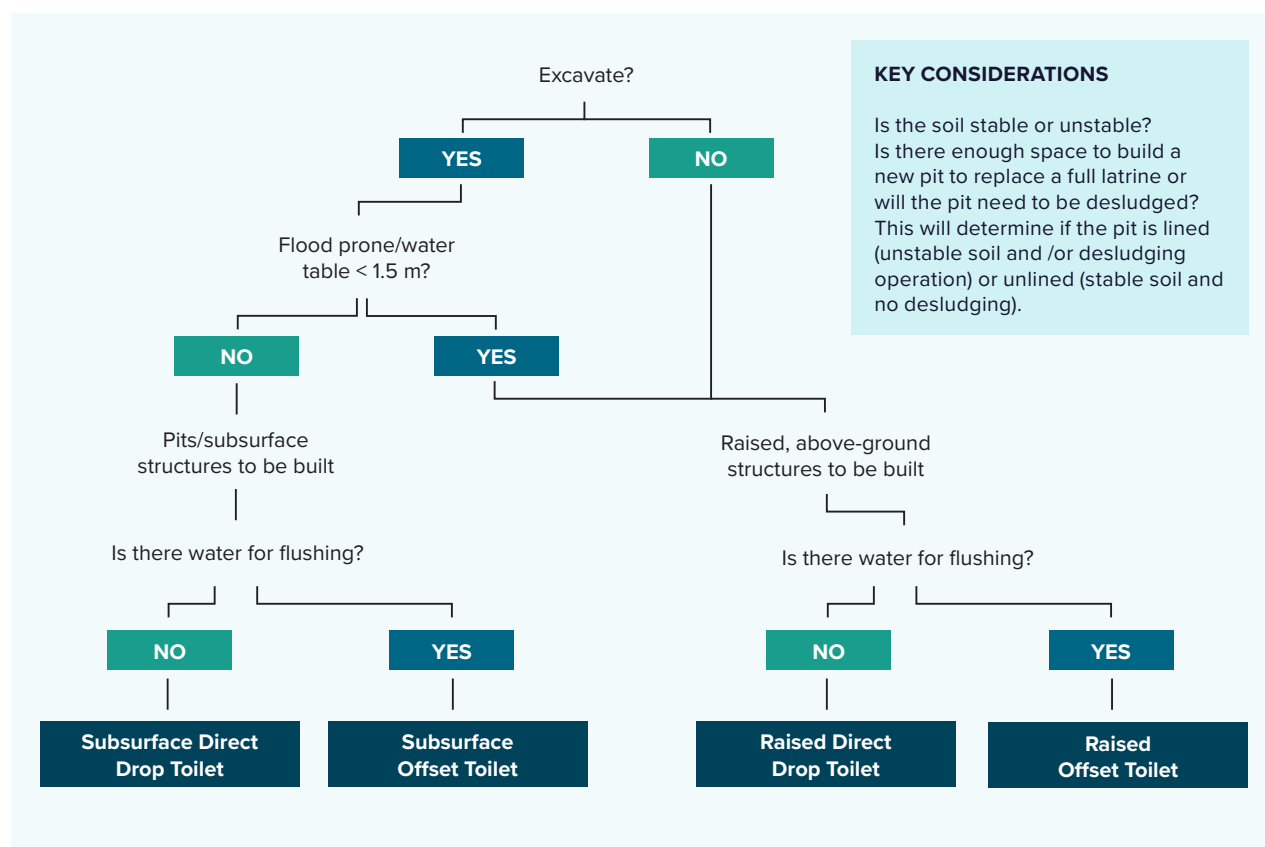 Excavate?
YES
NO
KEY CONSIDERATIONS
Is the soil stable or unstable?
Is there enough space to build a
new pit to replace a full latrine or
will the pit need to be desludged?
This will determine if the pit is lined
(unstable soil and /or desludging
operation) or unlined (stable soil and
no desludging).
Flood prone/water
table < 1.5 m?
NO
YES
Pits/subsurface
structures to be built
Raised, above-ground
structures to be built
Is there water for flushing?
Is there water for flushing?
NO
YES
NO
YES
Subsurface Direct
Drop Toilet
Subsurface
Offset Toilet
Raised Direct
Drop Toilet
Raised
Offset Toilet